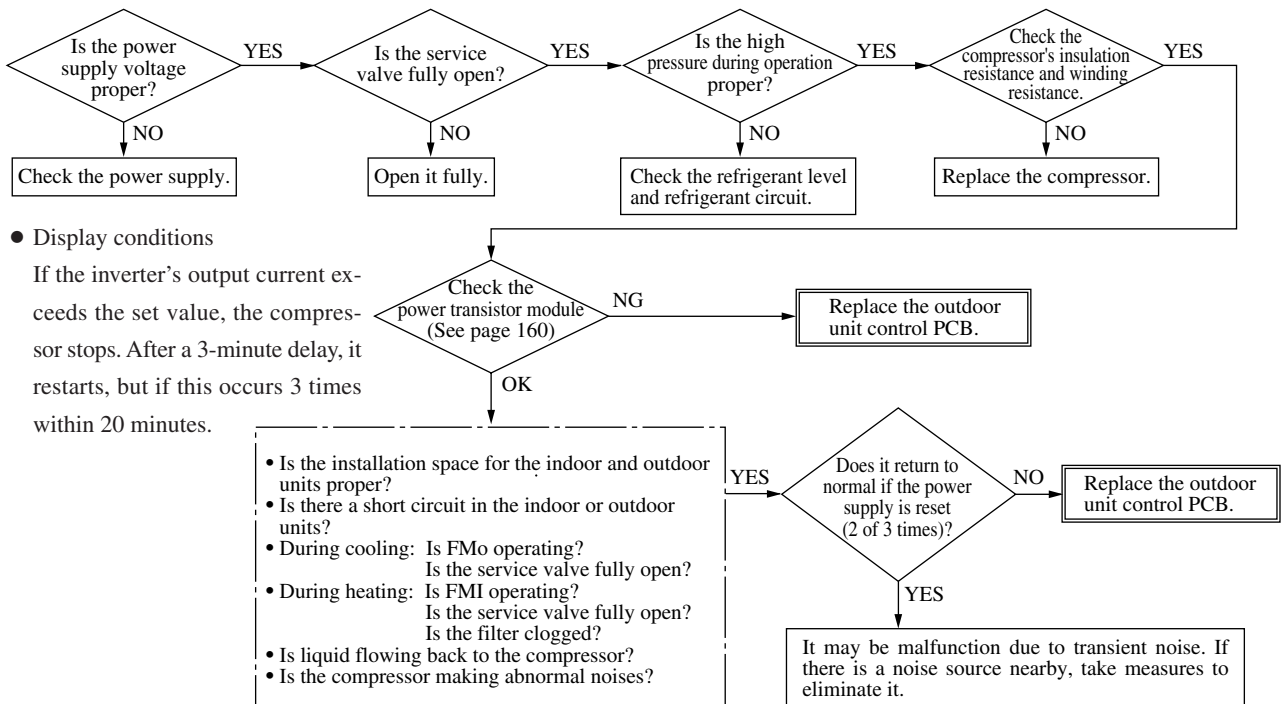 Is the power
supply voltage
proper?
YES
NO
Check the power supply.
Is the service
valve fully open?
YES
NO
Open it fully.
Is the high
pressure during operation
proper?
YES
NO
Check the refrigerant level
and refrigerant circuit.
Check the
compressor's insulation
resistance and winding
resistance.
YES
NO
Replace the compressor.
● Display conditions
If the inverter's output current ex-
ceeds the set value, the compres-
sor stops. After a 3-minute delay, it
restarts, but if this occurs 3 times
within 20 minutes.
Check the
power transistor module
(See page 160)
NG
Replace the outdoor
unit control PCB.
OK
• Is the installation space for the indoor and outdoor
units proper?
• Is there a short circuit in the indoor or outdoor
units?
• During cooling: Is FMo operating?
Is the service valve fully open?
• During heating: Is FMI operating?
Is the service valve fully open?
Is the filter clogged?
• Is liquid flowing back to the compressor?
• Is the compressor making abnormal noises?
YES
Does it return to
normal if the power
supply is reset
(2 of 3 times)?
NO
Replace the outdoor
unit control PCB.
YES
It may be malfunction due to transient noise. If
there is a noise source nearby, take measures to
eliminate it.